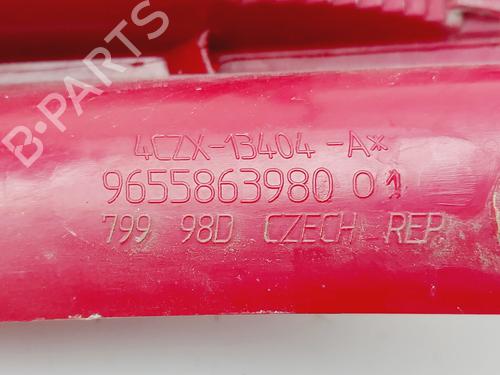 B-PARTS
4CZX-13404-A*
9655863980 01
799 98D CZECH REP